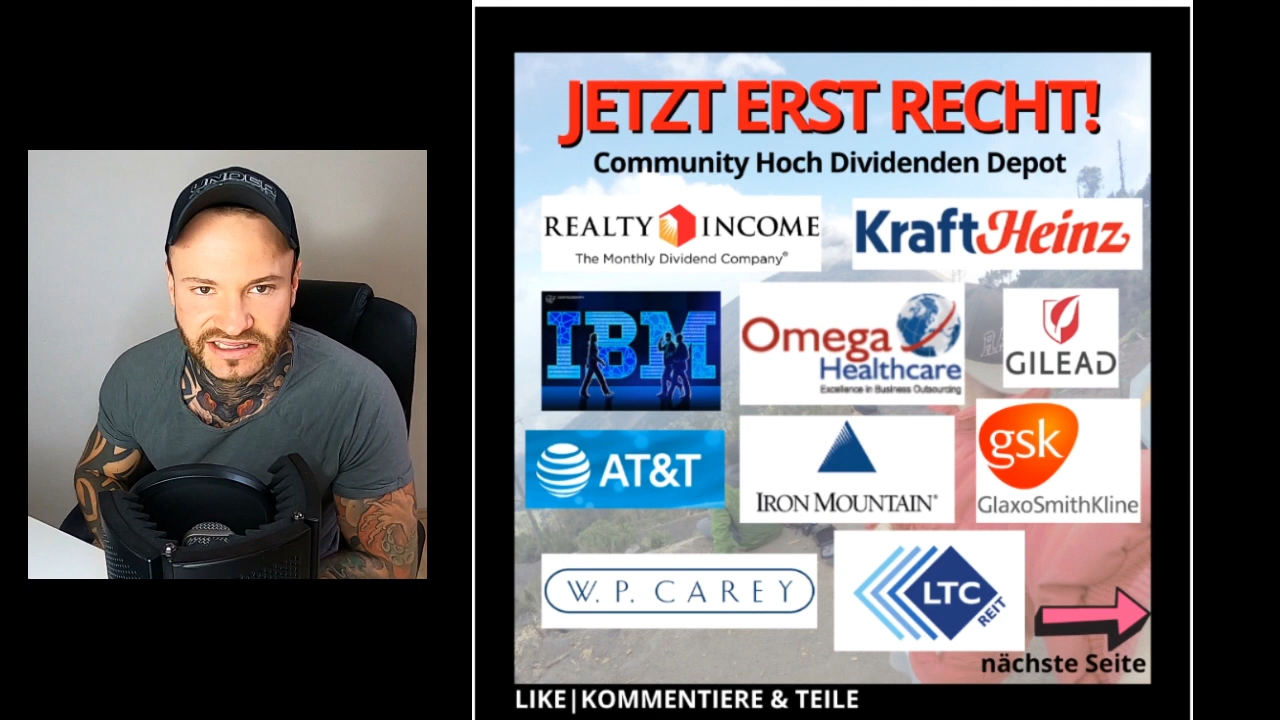 UNDER
JETZT ERST RECHT!
Community Hoch Dividenden Depot
REALTY INCOME
The Monthly Dividend Company®
KraftHeinz
IBM
Omega
Healthcare
Excellence in Business Outsourcing
GILEAD
AT&T
IRON MOUNTAIN®
gsk
GlaxoSmithKline
W. P. CAREY
LTC
REIT
nächste Seite
LIKE|KOMMENTIERE & TEILE